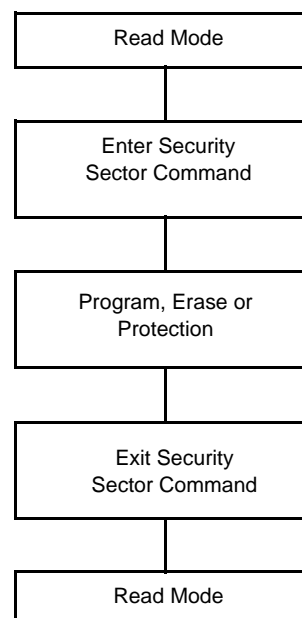 Read Mode
Enter Security
Sector Command
Program, Erase or
Protection
Exit Security
Sector Command
Read Mode